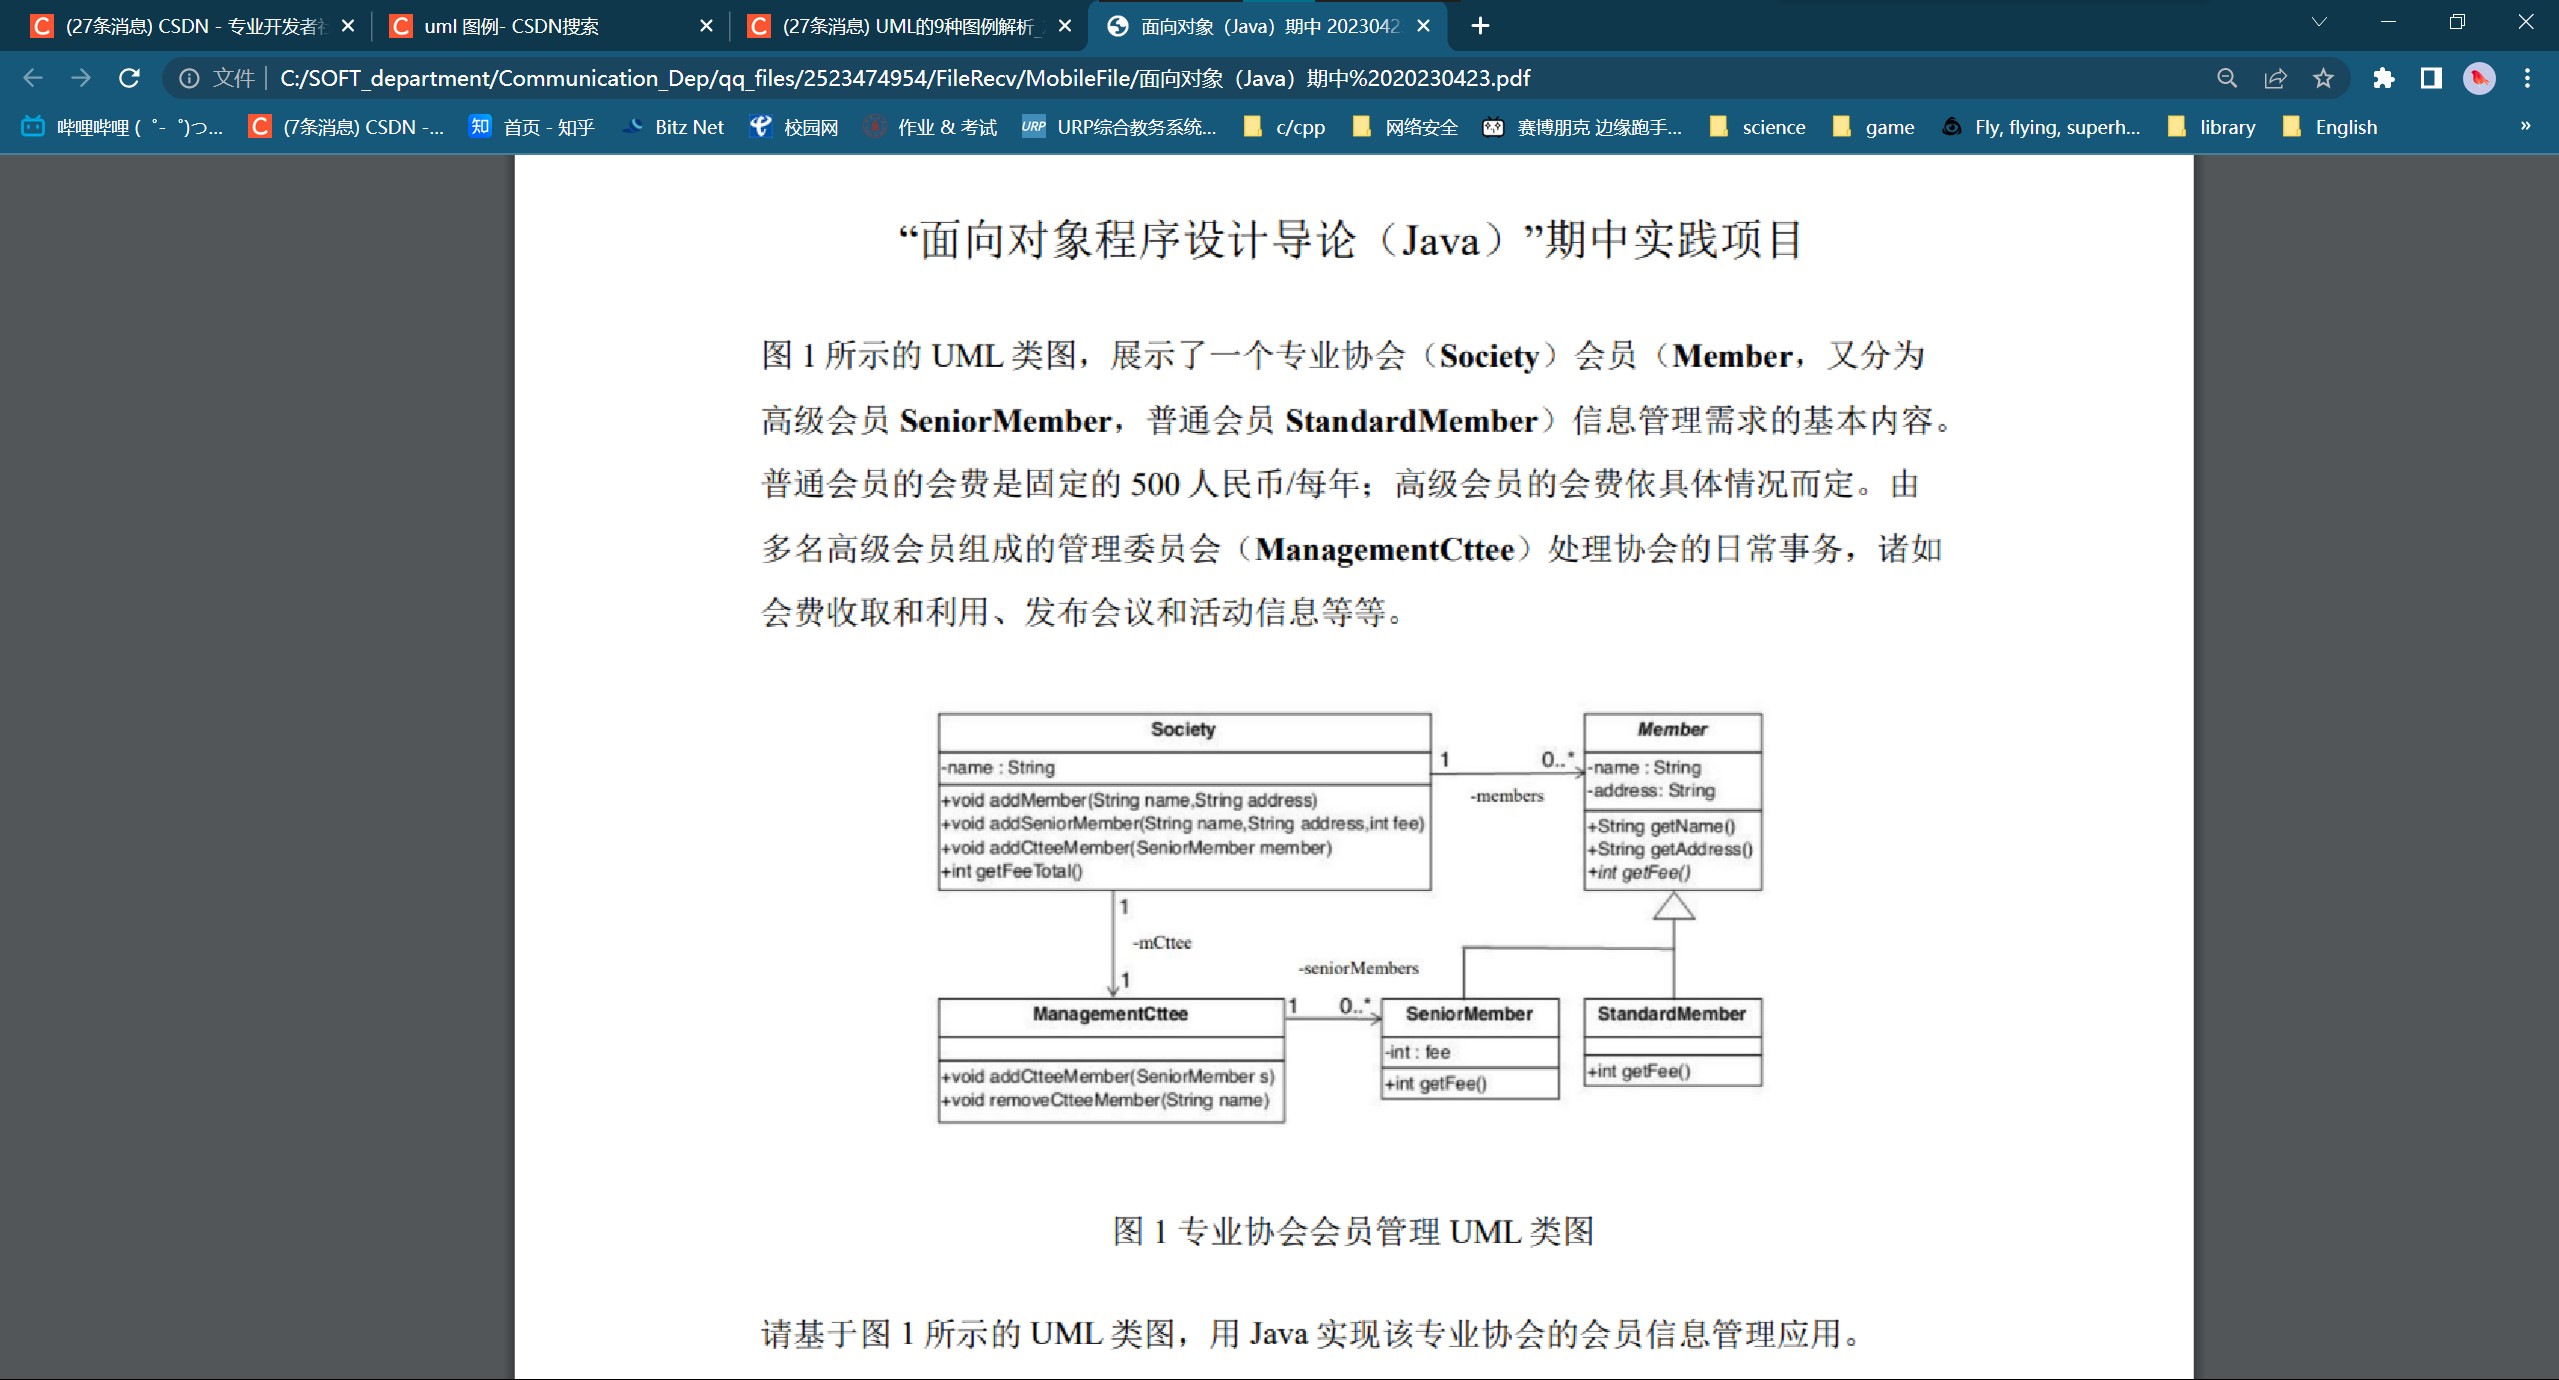 (27条消息) CSDN - 专业开发者社
uml 图例- CSDN搜索
(27条消息) UML的9种图例解析_
面向对象（Java）期中 2023042
文件
C:/SOFT_department/Communication_Dep/qq_files/2523474954/FileRecv/MobileFile/面向对象（Java）期中%2020230423.pdf
哔哩哔哩 (゜-゜)つ...
(7条消息) CSDN -...
知
首页 - 知乎
Bitz Net
校园网
作业 & 考试
URP
URP综合教务系统...
c/cpp
网络安全
赛博朋克 边缘跑手...
science
game
Fly, flying, superh...
library
English
»
“面向对象程序设计导论（Java）”期中实践项目
图 1 所示的 UML 类图，展示了一个专业协会（Society）会员（Member，又分为
高级会员 SeniorMember，普通会员 StandardMember）信息管理需求的基本内容。
普通会员的会费是固定的 500 人民币/每年；高级会员的会费依具体情况而定。由
多名高级会员组成的管理委员会（ManagementCttee）处理协会的日常事务，诸如
会费收取和利用、发布会议和活动信息等等。
Society
-name : String
+void addMember(String name,String address)
+void addSeniorMember(String name,String address,int fee)
+void addCtteeMember(SeniorMember member)
+int getFeeTotal()
1
0..*
-members
Member
-name : String
-address: String
+String getName()
+String getAddress()
+int getFee()
1
-mCttee
1
-seniorMembers
ManagementCttee
+void addCtteeMember(SeniorMember s)
+void removeCtteeMember(String name)
1
0..*
SeniorMember
-int : fee
+int getFee()
StandardMember
+int getFee()
图 1 专业协会会员管理 UML 类图
请基于图 1 所示的 UML 类图，用 Java 实现该专业协会的会员信息管理应用。